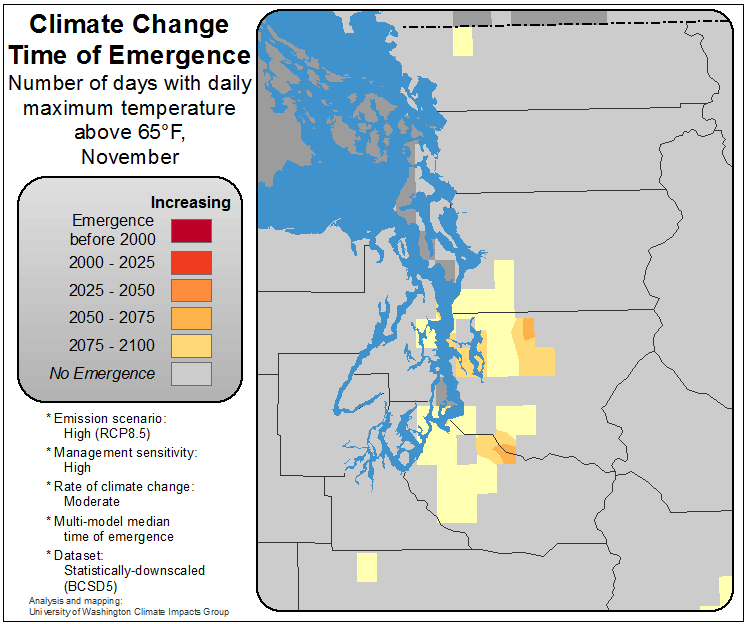 Climate Change
Time of Emergence
Number of days with daily
maximum temperature
above 65°F,
November
Increasing
Emergence
before 2000
2000 - 2025
2025 - 2050
2050 - 2075
2075 - 2100
No Emergence
* Emission scenario:
High (RCP8.5)
* Management sensitivity:
High
* Rate of climate change:
Moderate
* Multi-model median
time of emergence
* Dataset:
Statistically-downscaled
(BCSD5)
Analysis and mapping:
University of Washington Climate Impacts Group